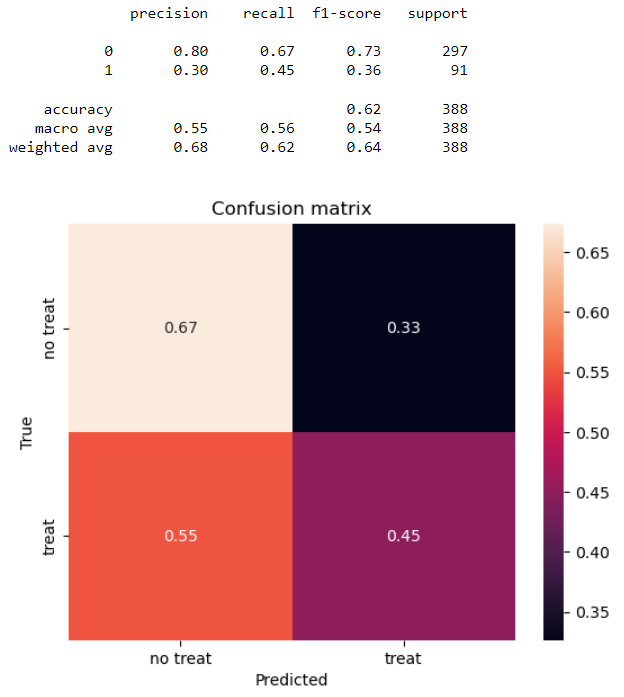 precision recall f1-score support
0 0.80 0.67 0.73 297
1 0.30 0.45 0.36 91
accuracy 0.62 388
macro avg 0.55 0.56 0.54 388
weighted avg 0.68 0.62 0.64 388
Confusion matrix
True
no treat
treat
0.67 0.33
0.55 0.45
no treat treat
Predicted
0.65
0.60
0.55
0.50
0.45
0.40
0.35